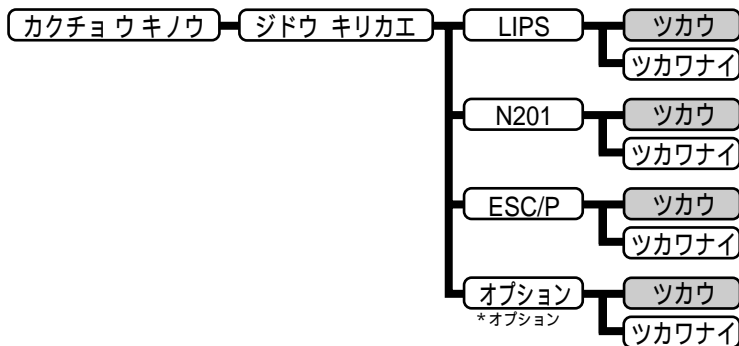 カクチョウキノウ ジドウ キリカエ LIPS ツカウ
ツカワナイ
N201 ツカウ
ツカワナイ
ESC/P ツカウ
ツカワナイ
オプション ツカウ
*オプション
ツカワナイ